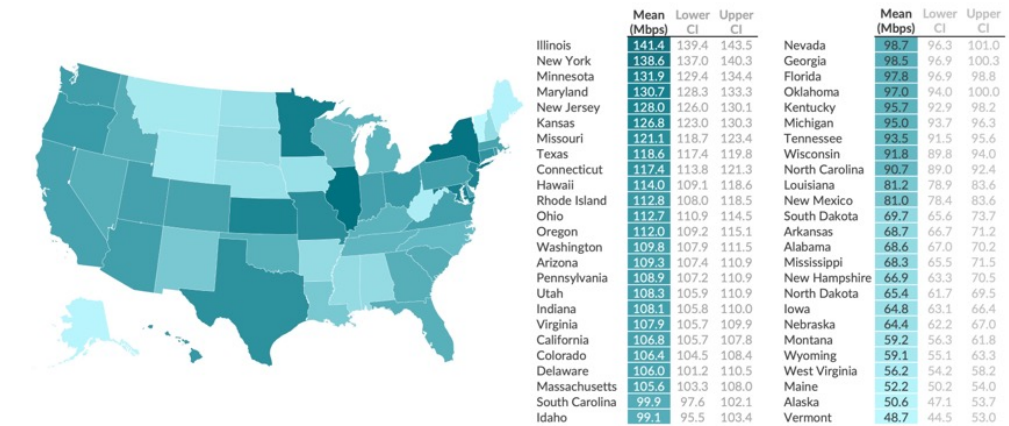 Mean Lower Upper
(Mbps) CI CI
Illinois 141.4 139.4 143.5
New York 138.6 137.0 140.3
Minnesota 131.9 129.4 134.4
Maryland 130.7 128.3 133.3
New Jersey 128.0 126.0 130.1
Kansas 126.8 123.0 130.3
Missouri 121.1 118.7 123.4
Texas 118.6 117.4 119.8
Connecticut 117.4 113.8 121.3
Hawaii 114.0 109.1 118.6
Rhode Island 112.8 108.0 118.5
Ohio 112.7 110.9 114.5
Oregon 112.0 109.2 115.1
Washington 109.8 107.9 111.5
Arizona 109.3 107.4 110.9
Pennsylvania 108.9 107.2 110.9
Utah 108.3 105.9 110.9
Indiana 108.1 105.8 110.0
Virginia 107.9 105.7 109.9
California 106.8 105.7 107.8
Colorado 106.4 104.5 108.4
Delaware 106.0 101.2 110.5
Massachusetts 105.6 103.3 108.0
South Carolina 99.9 97.6 102.1
Idaho 99.1 95.5 103.4
Mean Lower Upper
(Mbps) CI CI
Nevada 98.7 96.3 101.0
Georgia 98.5 96.9 100.3
Florida 97.8 96.9 98.8
Oklahoma 97.0 94.0 100.0
Kentucky 95.7 92.9 98.2
Michigan 95.0 93.7 96.3
Tennessee 93.5 91.5 95.6
Wisconsin 91.8 89.8 94.0
North Carolina 90.7 89.0 92.4
Louisiana 81.2 78.9 83.6
New Mexico 81.0 78.4 83.6
South Dakota 69.7 65.6 73.7
Arkansas 68.7 66.7 71.2
Alabama 68.6 67.0 70.2
Mississippi 68.3 65.5 71.5
New Hampshire 66.9 63.3 70.5
North Dakota 65.4 61.7 69.5
Iowa 64.8 63.1 66.4
Nebraska 64.4 62.2 67.0
Montana 59.2 56.3 61.8
Wyoming 59.1 55.1 63.3
West Virginia 56.2 54.2 58.2
Maine 52.2 50.2 54.0
Alaska 50.6 47.1 53.7
Vermont 48.7 44.5 53.0